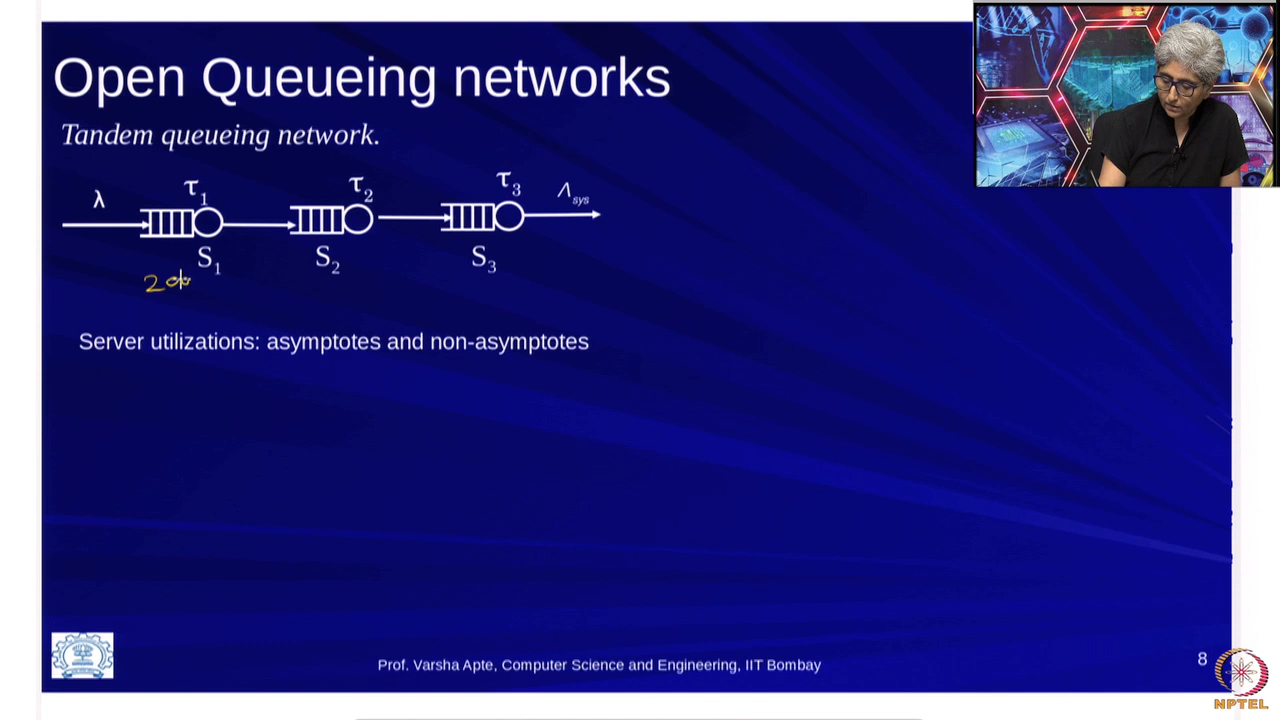 Open Queueing networks
Tandem queueing network.
λ τ1 τ2 τ3 Λsys
S1 S2 S3
Server utilizations: asymptotes and non-asymptotes
Prof. Varsha Apte, Computer Science and Engineering, IIT Bombay
8
NPTEL